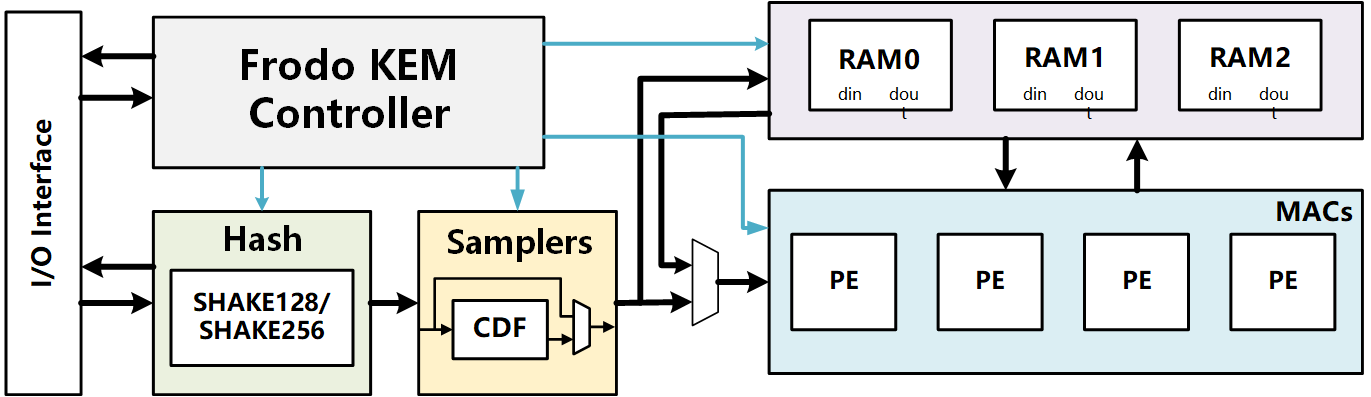 I/O Interface
Frodo KEM
Controller
Hash
SHAKE128/
SHAKE256
Samplers
CDF
RAM0
din dou
t
RAM1
din dou
t
RAM2
din dou
t
MACs
PE
PE
PE
PE